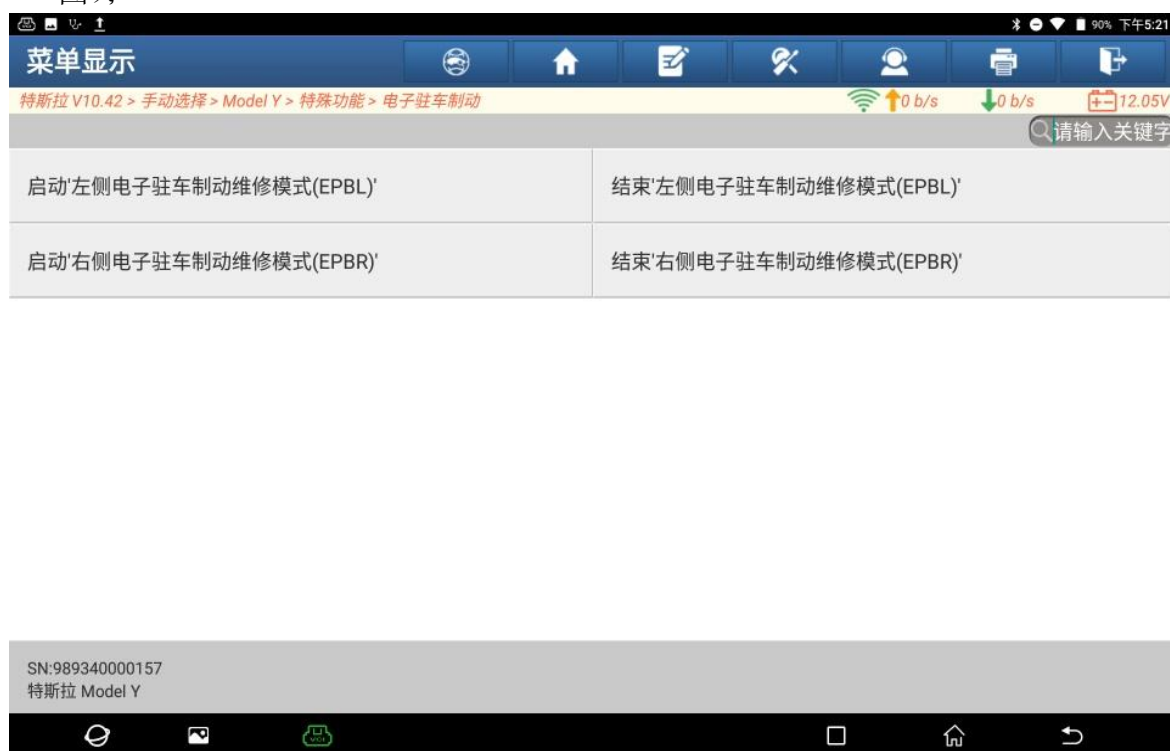 90% 下午5:21
菜单显示
特斯拉 V10.42 > 手动选择 > Model Y > 特殊功能 > 电子驻车制动
0 b/s 0 b/s 12.05V
请输入关键字
启动'左侧电子驻车制动维修模式(EPBL)' 结束'左侧电子驻车制动维修模式(EPBL)'
启动'右侧电子驻车制动维修模式(EPBR)' 结束'右侧电子驻车制动维修模式(EPBR)'
SN:989340000157
特斯拉 Model Y
VCI